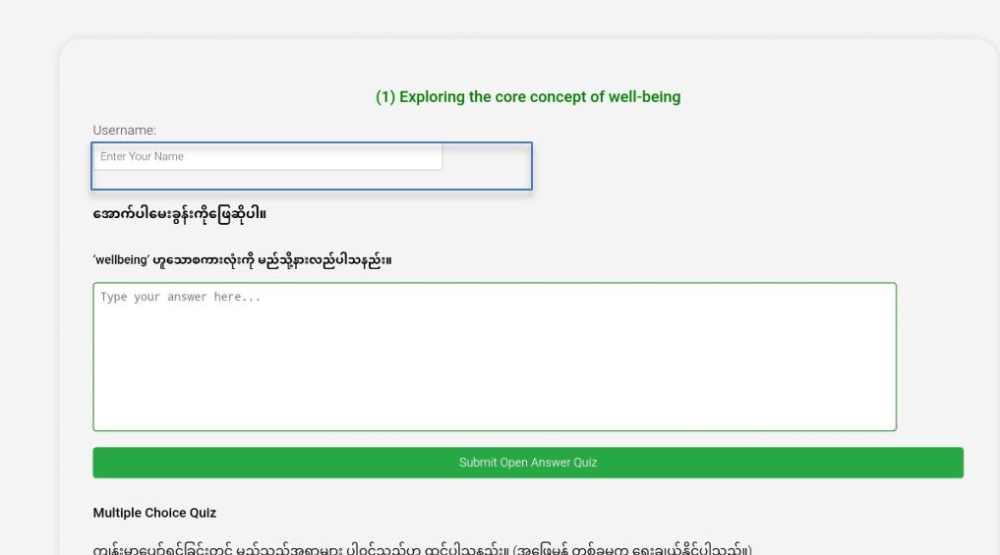 (1) Exploring the core concept of well-being
Username:
Enter Your Name
အောက်ပါမေးခွန်းကိုဖြေဆိုပါ။
‘wellbeing’ ဟူသောစကားလုံးကို မည်သို့နားလည်ပါသနည်း။
Type your answer here...
Submit Open Answer Quiz
Multiple Choice Quiz
ကျန်းမာပျော်ရွှင်ခြင်းတွင် မည်သည့်အရာများ ပါဝင်သည်ဟု ထင်ပါသနည်း။ (အဖြေမှန် တစ်ခုမက ရွေးချယ်နိုင်ပါသည်။)